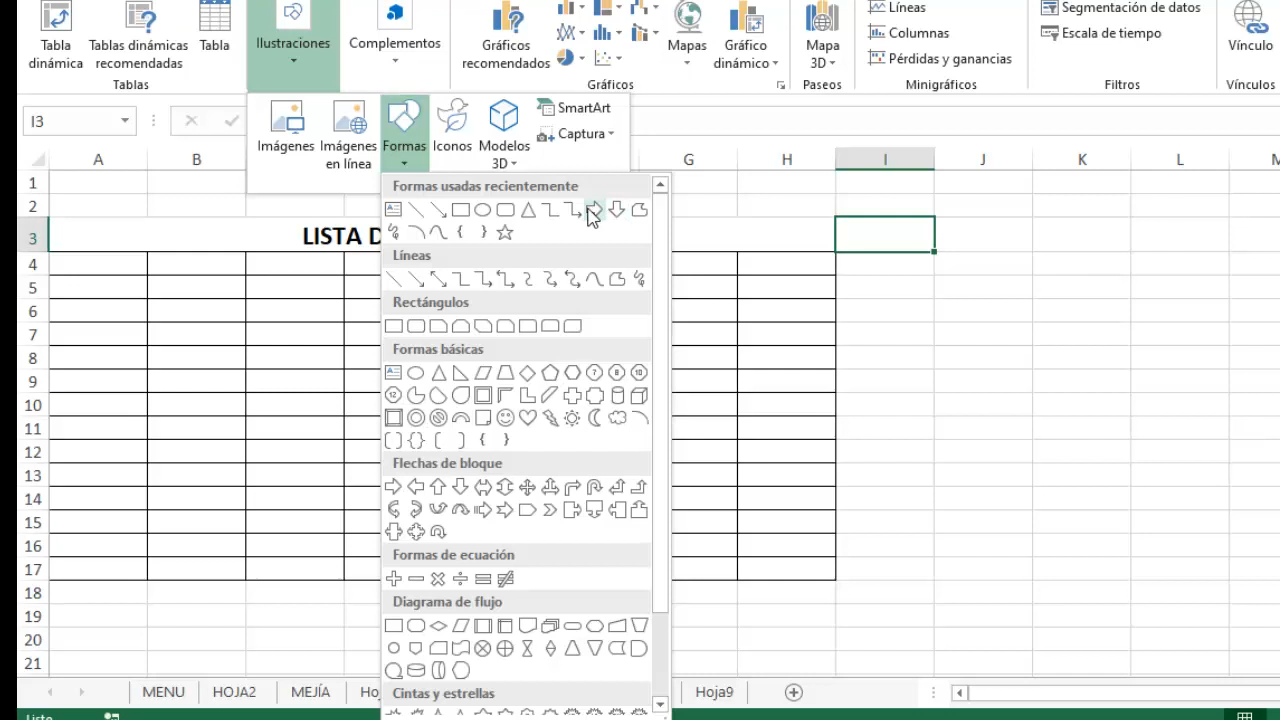 Tabla dinámica
Tablas dinámicas recomendadas
Tabla
Tablas
Ilustraciones
Complementos
Gráficos recomendados
Mapas
Gráfico dinámico
Gráficos
Mapa 3D
Paseos
Líneas
Columnas
Pérdidas y ganancias
Minigráficos
Segmentación de datos
Escala de tiempo
Filtros
Vínculo
Vínculos
I3
Imágenes
Imágenes en línea
Formas
Iconos
Modelos 3D
SmartArt
Captura
A B G H I J K L M
1
2
3
LISTA D
4
5
6
7
8
9
10
11
12
13
14
15
16
17
18
19
20
21
Formas usadas recientemente
Líneas
Rectángulos
Formas básicas
Flechas de bloque
Formas de ecuación
Diagrama de flujo
Cintas y estrellas
MENU HOJA2 MEJÍA Hoj Hoja9
Listo